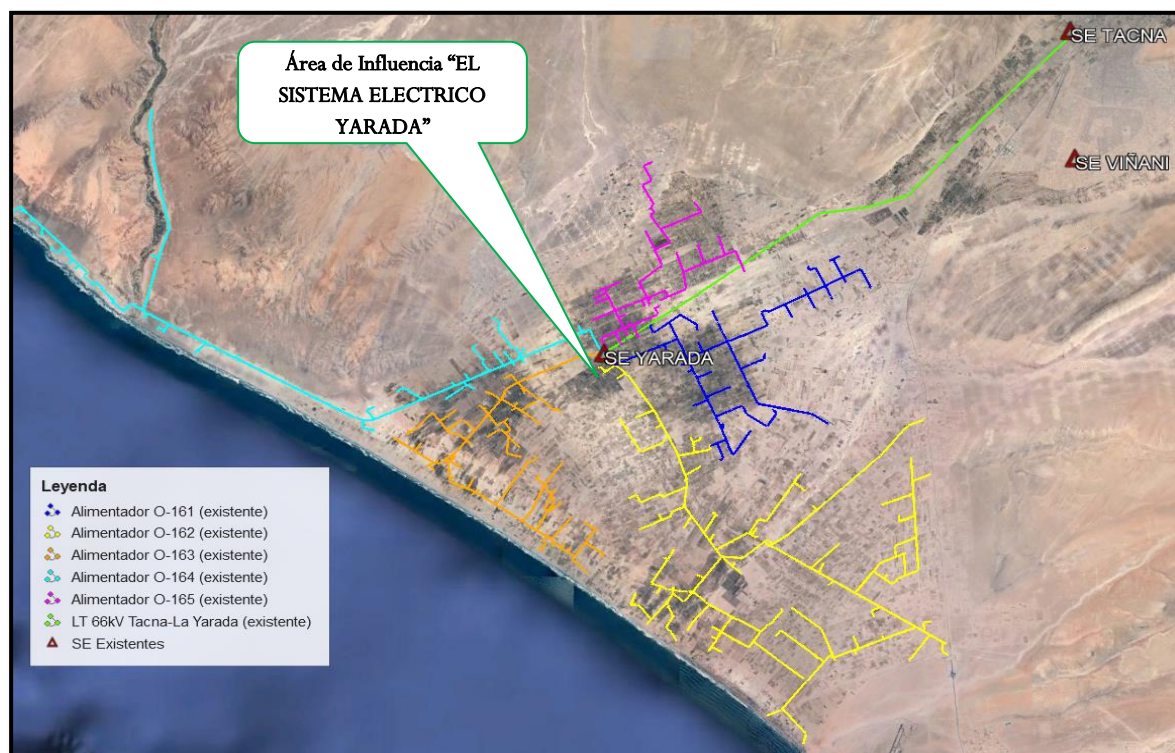 SE TACNA
Área de Influencia “EL
SISTEMA ELECTRICO
YARADA”
SE VIÑANI
SE YARADA
Leyenda
Alimentador O-161 (existente)
Alimentador O-162 (existente)
Alimentador O-163 (existente)
Alimentador O-164 (existente)
Alimentador O-165 (existente)
LT 66kV Tacna-La Yarada (existente)
SE Existentes